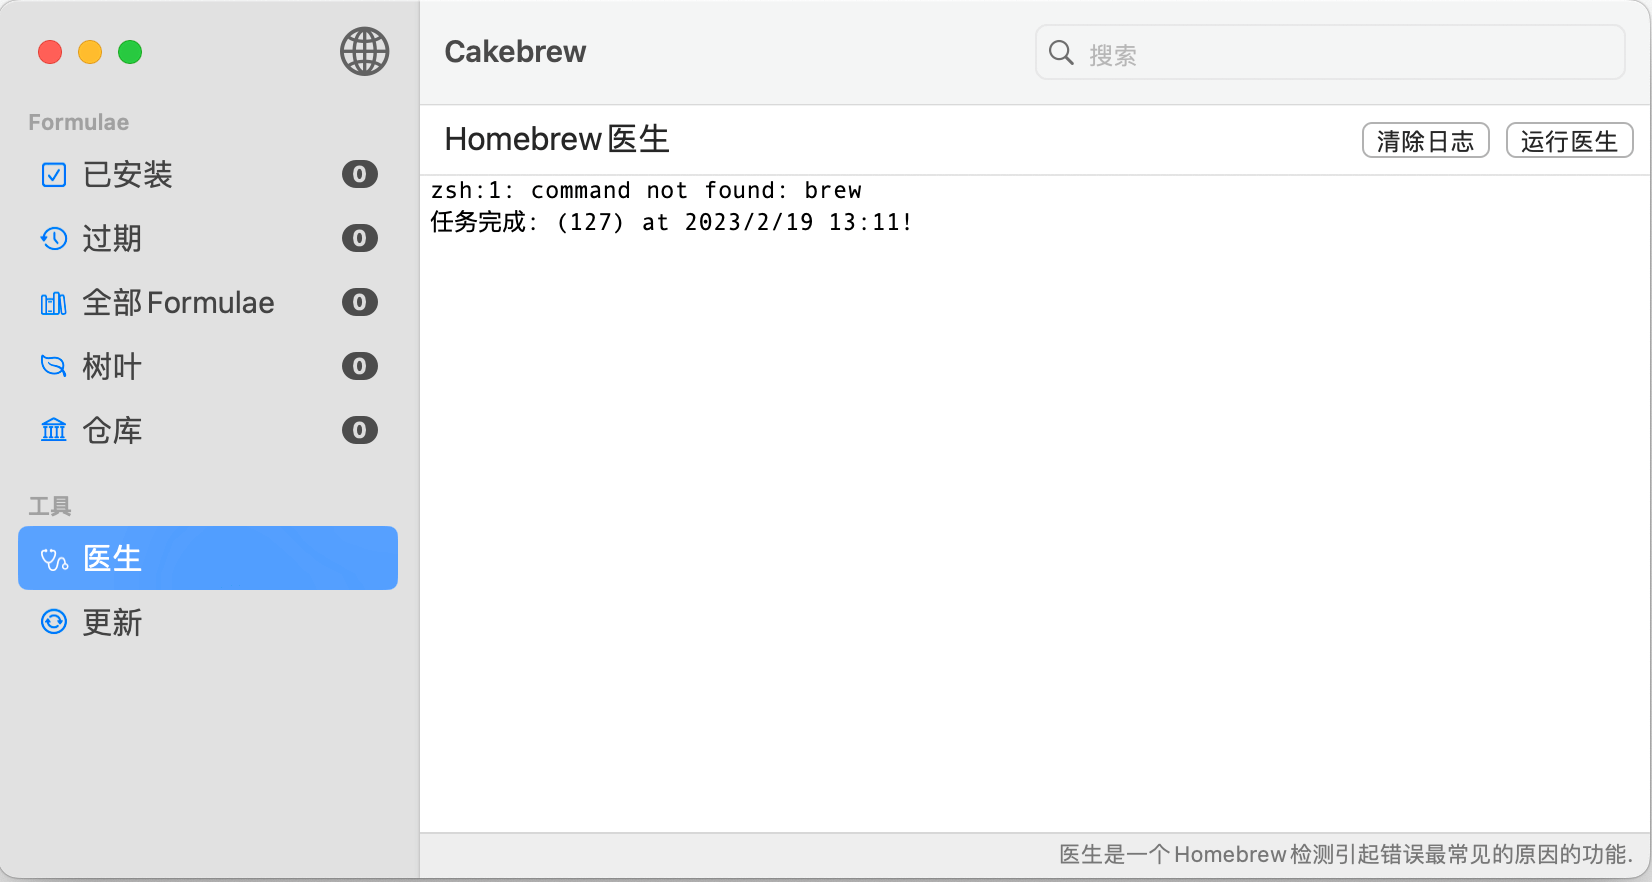 Cakebrew
搜索
Formulae
已安装 0
过期 0
全部Formulae 0
树叶 0
仓库 0
工具
医生
更新
Homebrew医生
清除日志
运行医生
zsh:1: command not found: brew
任务完成: (127) at 2023/2/19 13:11!
医生是一个Homebrew检测引起错误最常见的原因的功能.